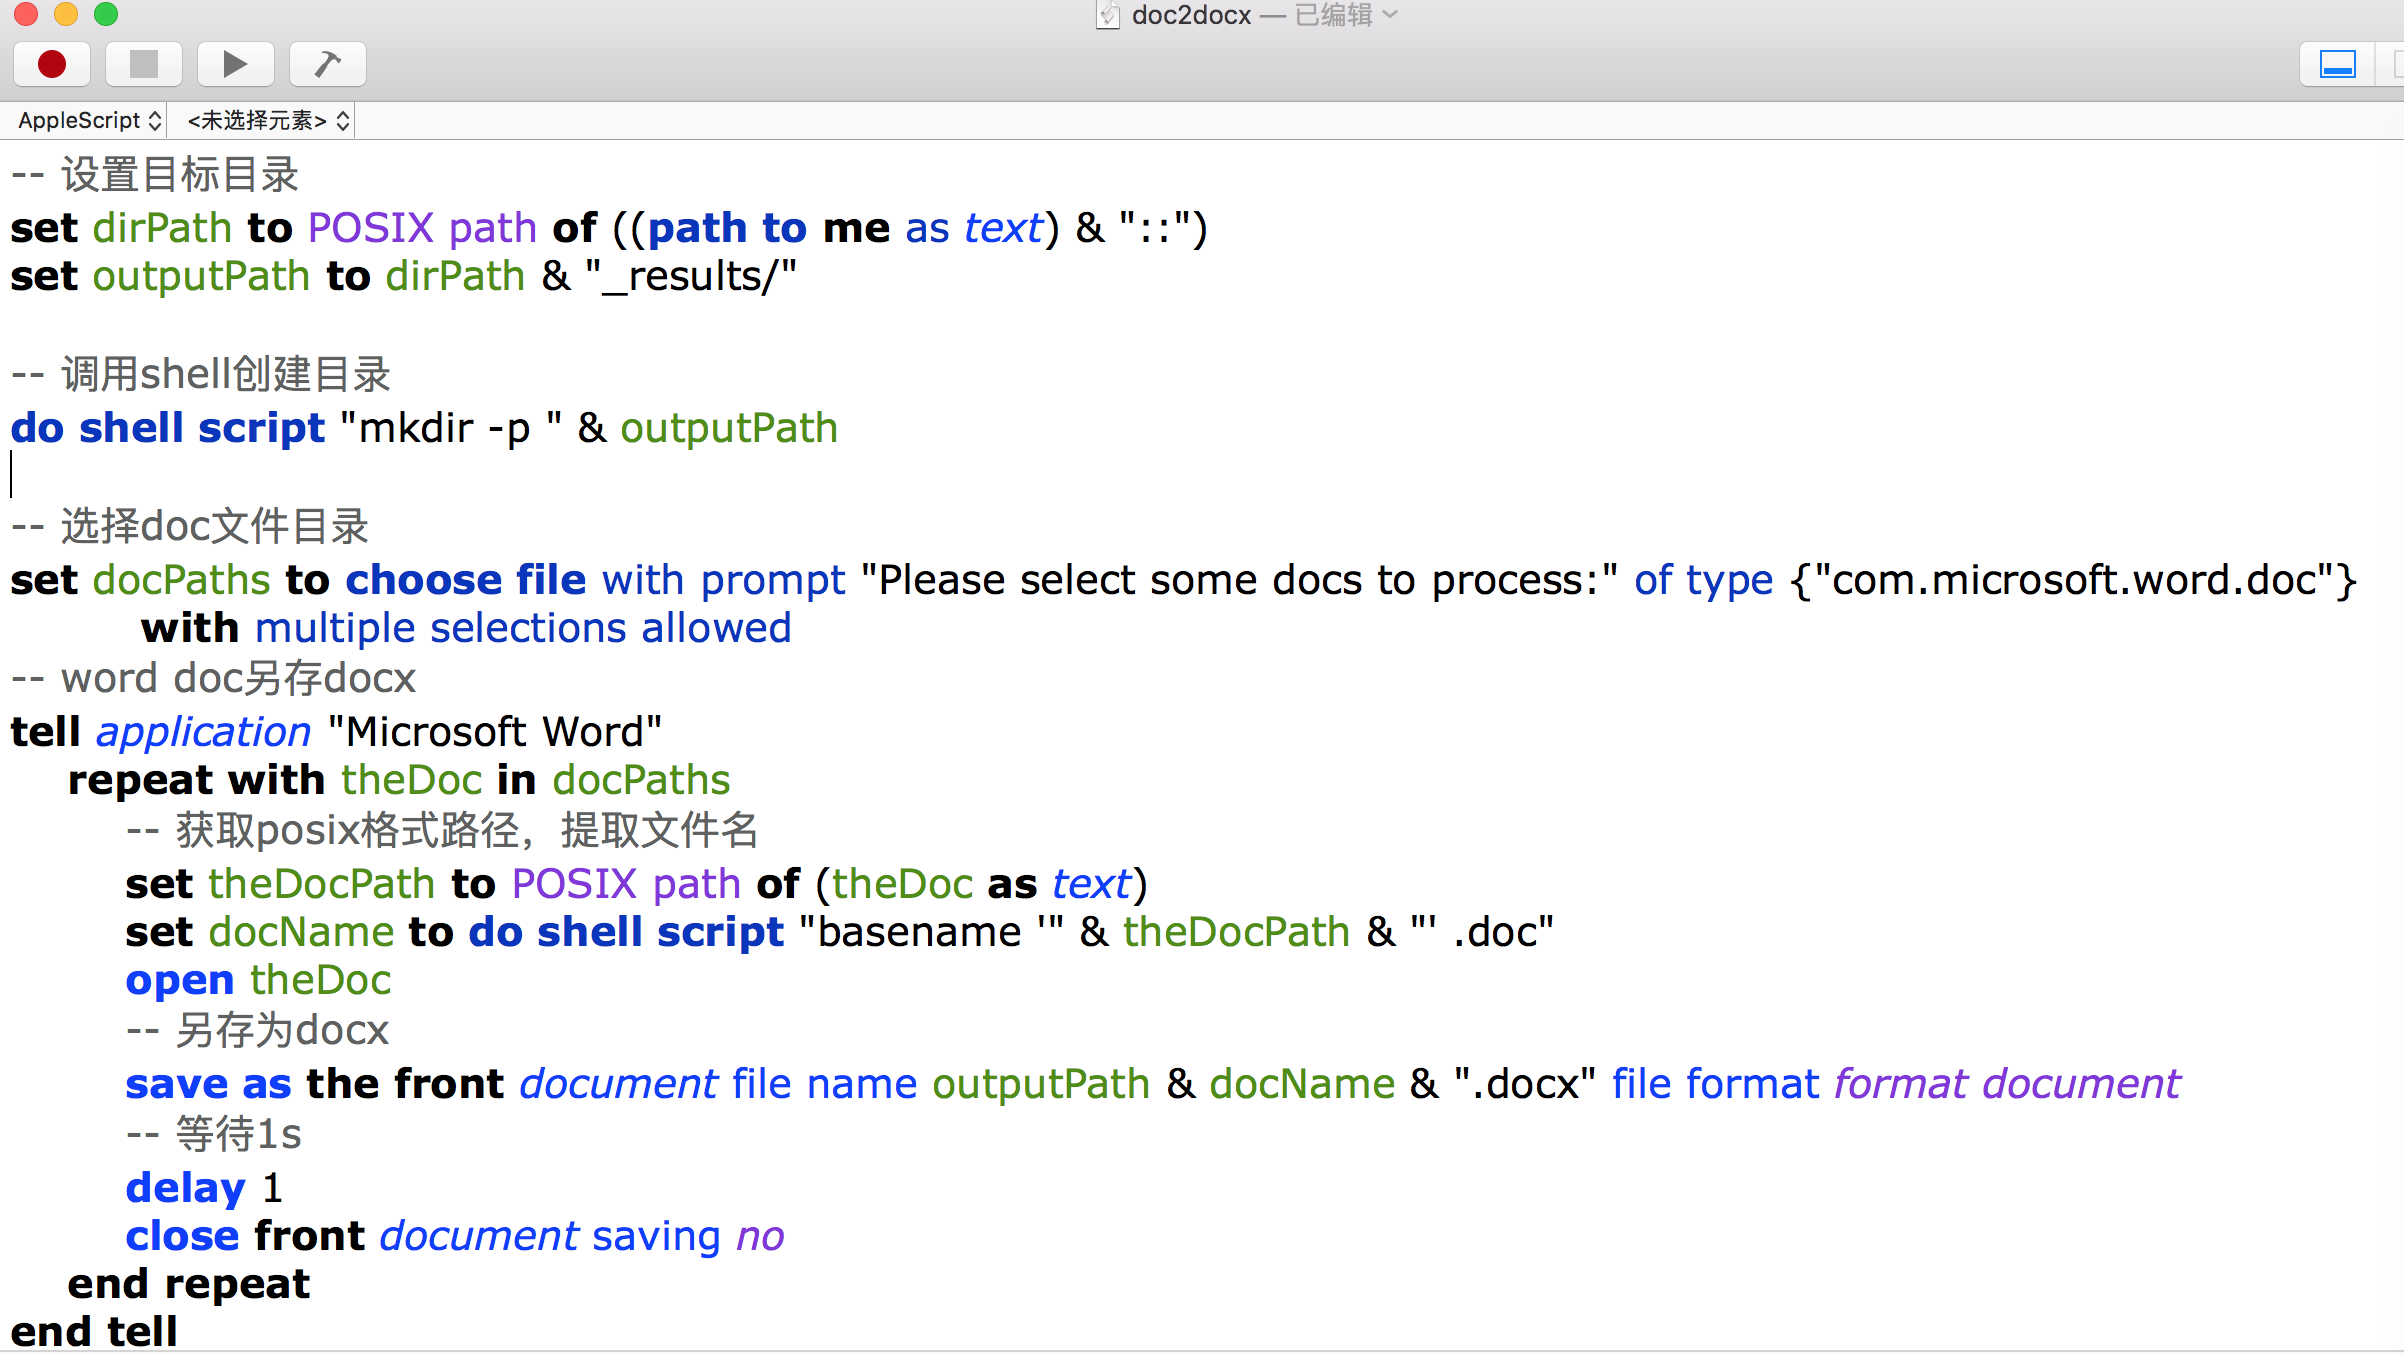 doc2docx — 已编辑
AppleScript <未选择元素>
-- 设置目标目录
set dirPath to POSIX path of ((path to me as text) & "::")
set outputPath to dirPath & "_results/"
-- 调用shell创建目录
do shell script "mkdir -p " & outputPath
-- 选择doc文件目录
set docPaths to choose file with prompt "Please select some docs to process:" of type {"com.microsoft.word.doc"}
with multiple selections allowed
-- word doc另存docx
tell application "Microsoft Word"
repeat with theDoc in docPaths
-- 获取posix格式路径，提取文件名
set theDocPath to POSIX path of (theDoc as text)
set docName to do shell script "basename '" & theDocPath & "' .doc"
open theDoc
-- 另存为docx
save as the front document file name outputPath & docName & ".docx" file format format document
-- 等待1s
delay 1
close front document saving no
end repeat
end tell